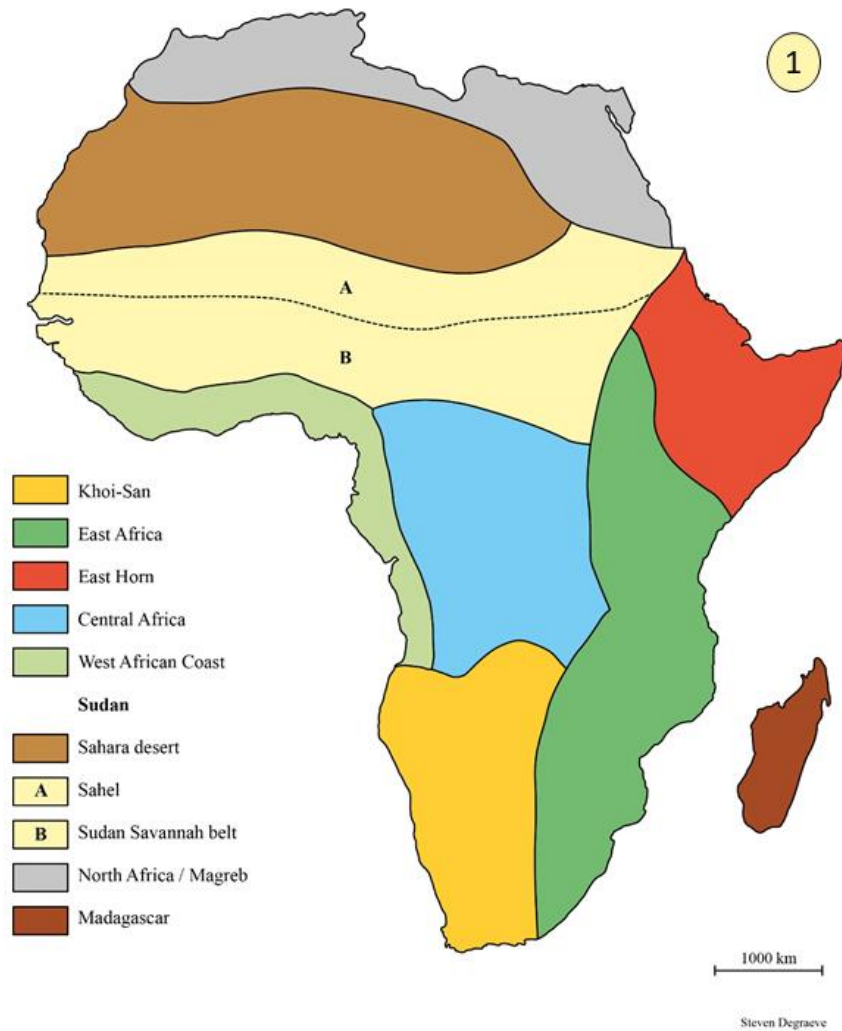 1
A
B
Khoi-San
East Africa
East Horn
Central Africa
West African Coast
Sudan
Sahara desert
A Sahel
B Sudan Savannah belt
North Africa / Magreb
Madagascar
1000 km
Steven Degraeve